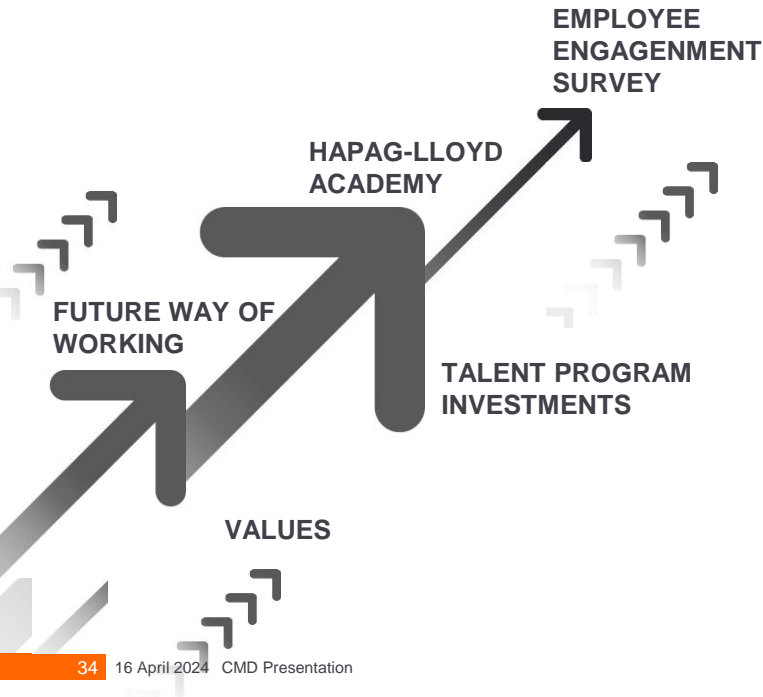 EMPLOYEE
ENGAGENMENT
SURVEY
HAPAG-LLOYD
ACADEMY
FUTURE WAY OF
WORKING
TALENT PROGRAM
INVESTMENTS
VALUES
34 16 April 2024 CMD Presentation